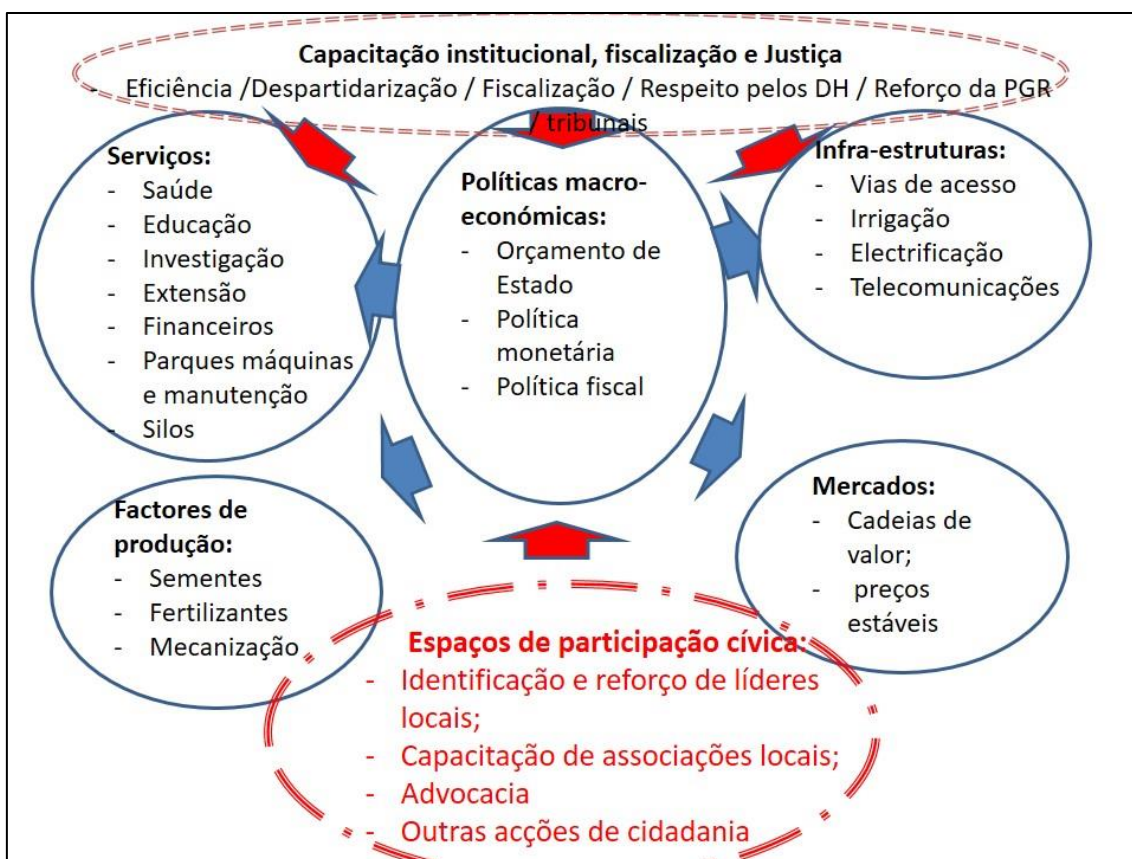 Capacitação institucional, fiscalização e Justiça
- Eficiência /Despartidarização / Fiscalização / Respeito pelos DH / Reforço da PGR
/ tribunais
Serviços:
- Saúde
- Educação
- Investigação
- Extensão
- Financeiros
- Parques máquinas
e manutenção
- Silos
Políticas macro-
económicas:
- Orçamento de
Estado
- Política
monetária
- Política fiscal
Infra-estruturas:
- Vias de acesso
- Irrigação
- Electrificação
- Telecomunicações
Factores de
produção:
- Sementes
- Fertilizantes
- Mecanização
Mercados:
- Cadeias de
valor;
- preços
estáveis
Espaços de participação cívica:
- Identificação e reforço de líderes
locais;
- Capacitação de associações locais;
- Advocacia
- Outras acções de cidadania